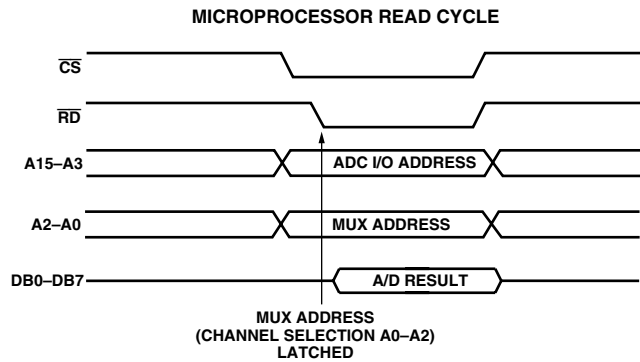 MICROPROCESSOR READ CYCLE
CS
RD
A15–A3
ADC I/O ADDRESS
A2–A0
MUX ADDRESS
DB0–DB7
A/D RESULT
MUX ADDRESS
(CHANNEL SELECTION A0–A2)
LATCHED